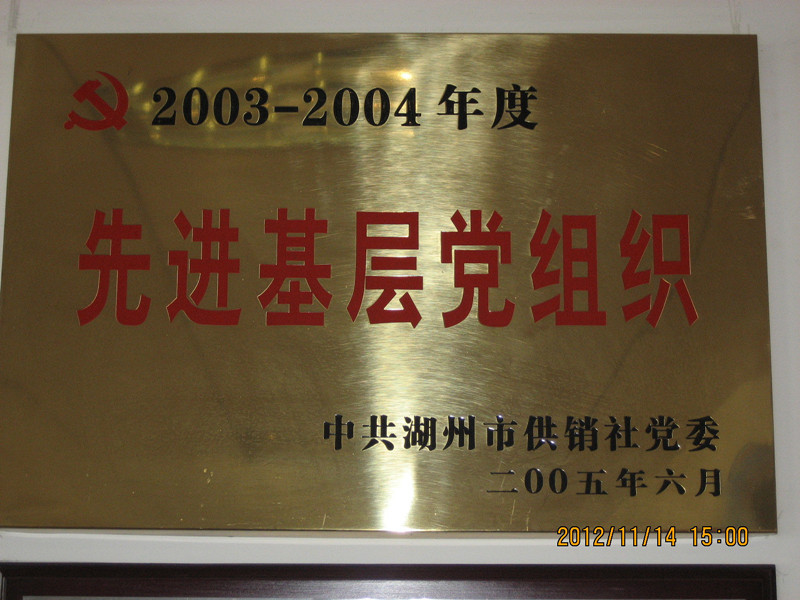 2003-2004年度
先进基层党组织
中共湖州市供销社党委
二00五年六月
2012/11/14 15:00